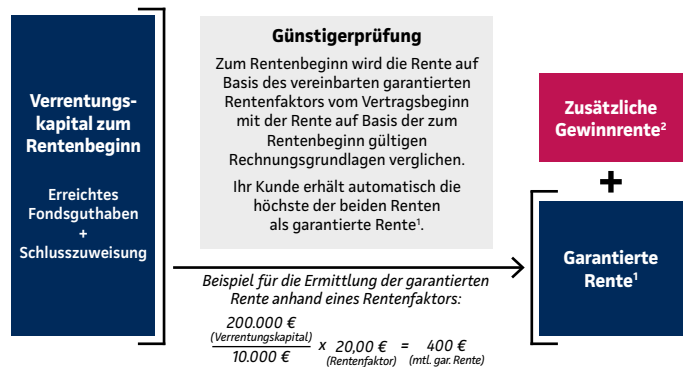 Verrentungs-
kapital zum
Rentenbeginn
Erreichtes
Fondsguthaben
+
Schlusszuweisung
Günstigerprüfung
Zum Rentenbeginn wird die Rente auf
Basis des vereinbarten garantierten
Rentenfaktors vom Vertragsbeginn
mit der Rente auf Basis der zum
Rentenbeginn gültigen
Rechnungsgrundlagen verglichen.
Ihr Kunde erhält automatisch die
höchste der beiden Renten
als garantierte Rente¹.
Beispiel für die Ermittlung der garantierten
Rente anhand eines Rentenfaktors:
200.000 €
(Verrentungskapital)
10.000 €
x 20,00 € = 400 €
(Rentenfaktor) (mtl. gar. Rente)
Zusätzliche
Gewinnrente²
+
Garantierte
Rente¹